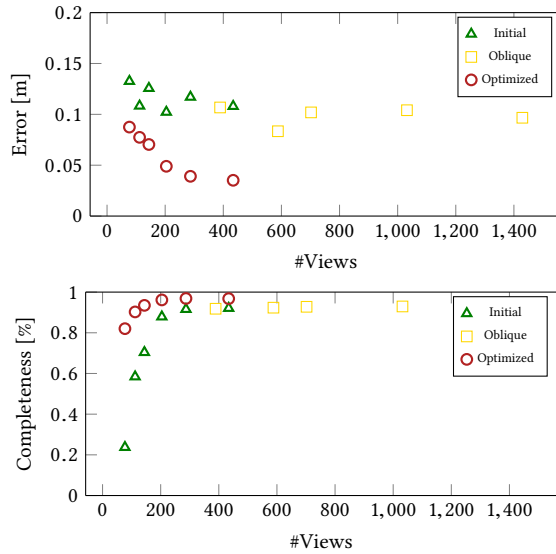 0.2
0.15
0.1
0.05
0
Error [m]
0 200 400 600 800 1,000 1,200 1,400
#Views
Initial
Oblique
Optimized
1
0.8
0.6
0.4
0.2
0
Completeness [%]
0 200 400 600 800 1,000 1,200 1,400
#Views
Initial
Oblique
Optimized